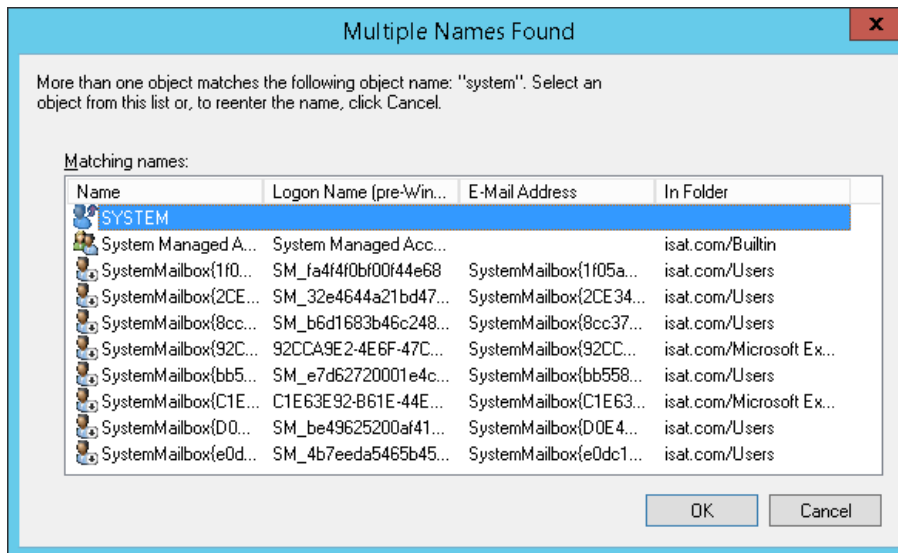 Multiple Names Found
x
More than one object matches the following object name: "system". Select an
object from this list or, to reenter the name, click Cancel.
Matching names:
Name Logon Name (pre-Win... E-Mail Address In Folder
SYSTEM
System Managed A... System Managed Acc... isat.com/Builtin
SystemMailbox{1f0... SM_fa4f4f0bf00f44e68 SystemMailbox{1f05a... isat.com/Users
SystemMailbox{2CE... SM_32e4644a21bd47... SystemMailbox{2CE34... isat.com/Users
SystemMailbox{8cc... SM_b6d1683b46c248... SystemMailbox{8cc37... isat.com/Users
SystemMailbox{92C... 92CCA9E2-4E6F-47C... SystemMailbox{92CC... isat.com/Microsoft Ex...
SystemMailbox{bb5... SM_e7d62720001e4c... SystemMailbox{bb558... isat.com/Users
SystemMailbox{C1E... C1E63E92-B61E-44E... SystemMailbox{C1E63... isat.com/Microsoft Ex...
SystemMailbox{D0... SM_be49625200af41... SystemMailbox{D0E4... isat.com/Users
SystemMailbox{e0d... SM_4b7eeda5465b45... SystemMailbox{e0dc1... isat.com/Users
OK Cancel